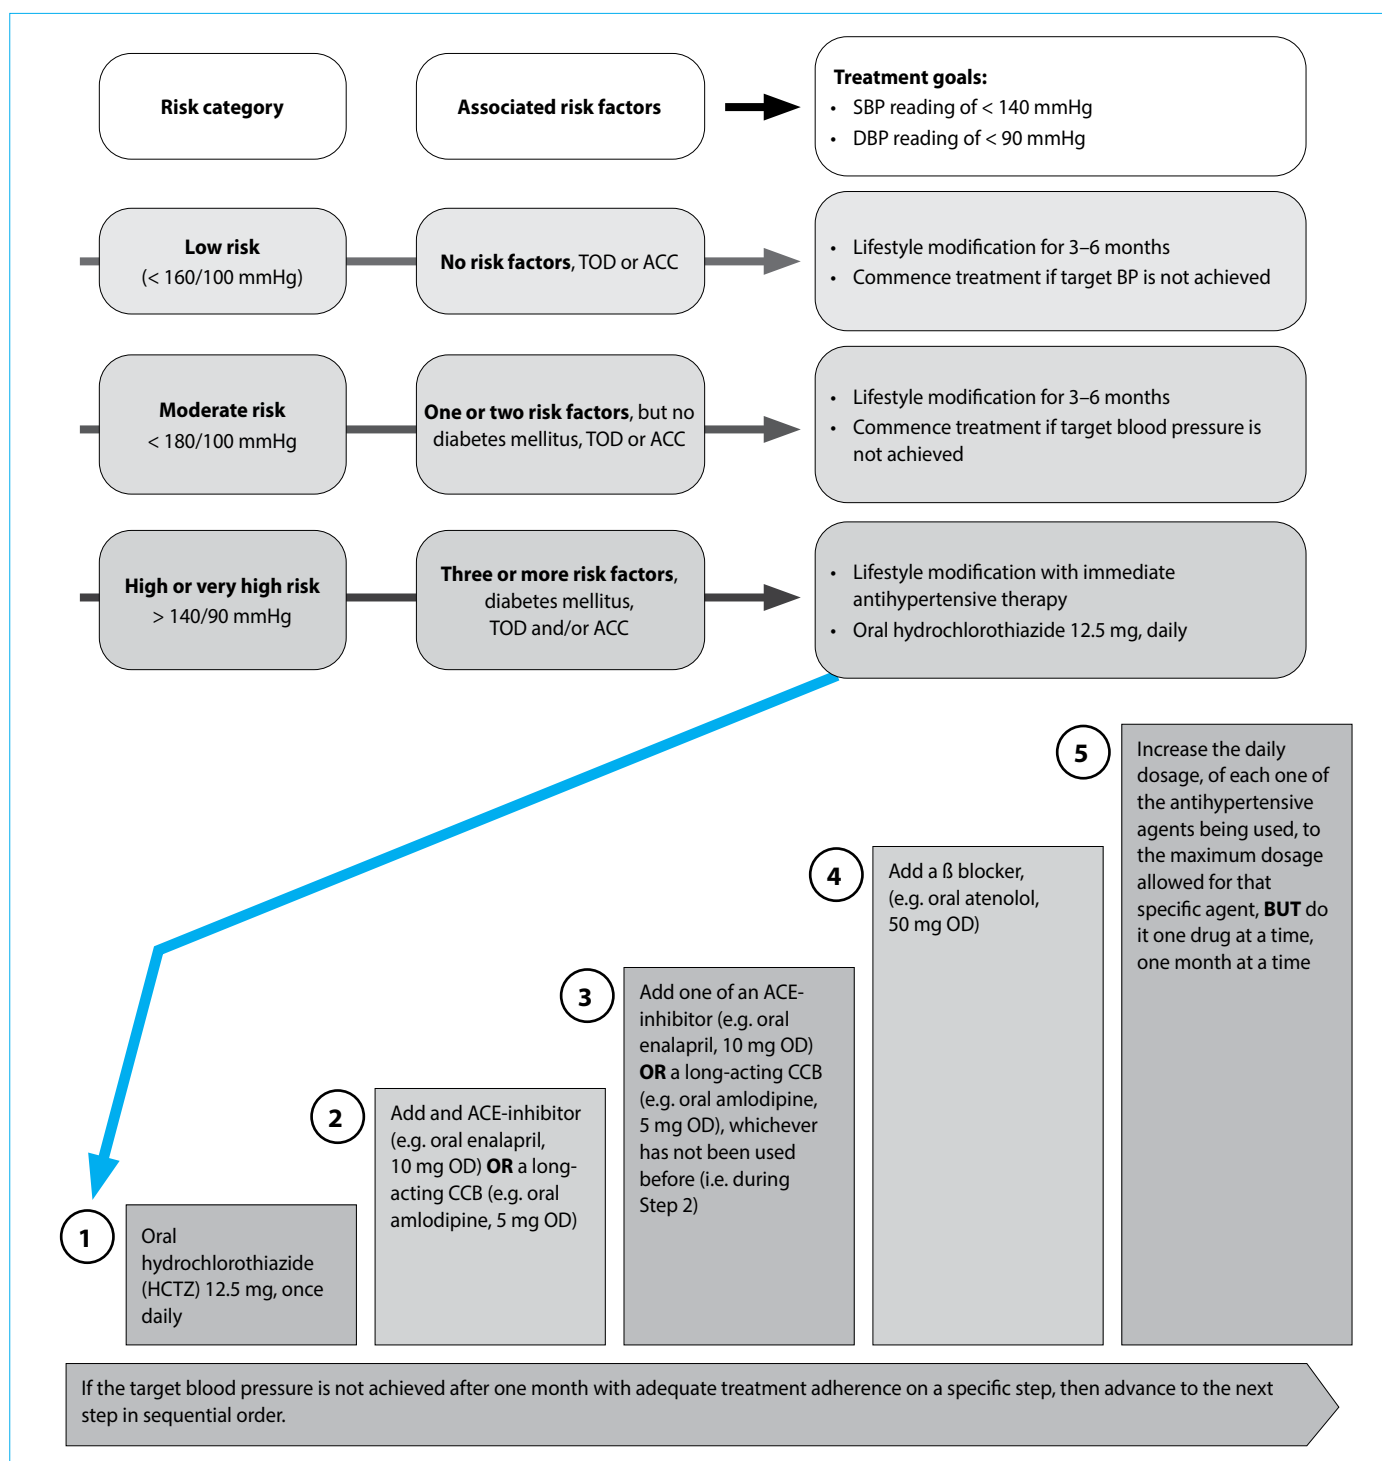 Risk category
Associated risk factors
Treatment goals:
• SBP reading of < 140 mmHg
• DBP reading of < 90 mmHg
Low risk
(< 160/100 mmHg)
No risk factors, TOD or ACC
• Lifestyle modification for 3–6 months
• Commence treatment if target BP is not achieved
Moderate risk
< 180/100 mmHg
One or two risk factors, but no
diabetes mellitus, TOD or ACC
• Lifestyle modification for 3–6 months
• Commence treatment if target blood pressure is
not achieved
High or very high risk
> 140/90 mmHg
Three or more risk factors,
diabetes mellitus,
TOD and/or ACC
• Lifestyle modification with immediate
antihypertensive therapy
• Oral hydrochlorothiazide 12.5 mg, daily
1
Oral
hydrochlorothiazide
(HCTZ) 12.5 mg, once
daily
2
Add and ACE-inhibitor
(e.g. oral enalapril,
10 mg OD) OR a long-
acting CCB (e.g. oral
amlodipine, 5 mg OD)
3
Add one of an ACE-
inhibitor (e.g. oral
enalapril, 10 mg OD)
OR a long-acting CCB
(e.g. oral amlodipine,
5 mg OD), whichever
has not been used
before (i.e. during
Step 2)
4
Add a ß blocker,
(e.g. oral atenolol,
50 mg OD)
5
Increase the daily
dosage, of each one of
the antihypertensive
agents being used, to
the maximum dosage
allowed for that
specific agent, BUT do
it one drug at a time,
one month at a time
If the target blood pressure is not achieved after one month with adequate treatment adherence on a specific step, then advance to the next
step in sequential order.